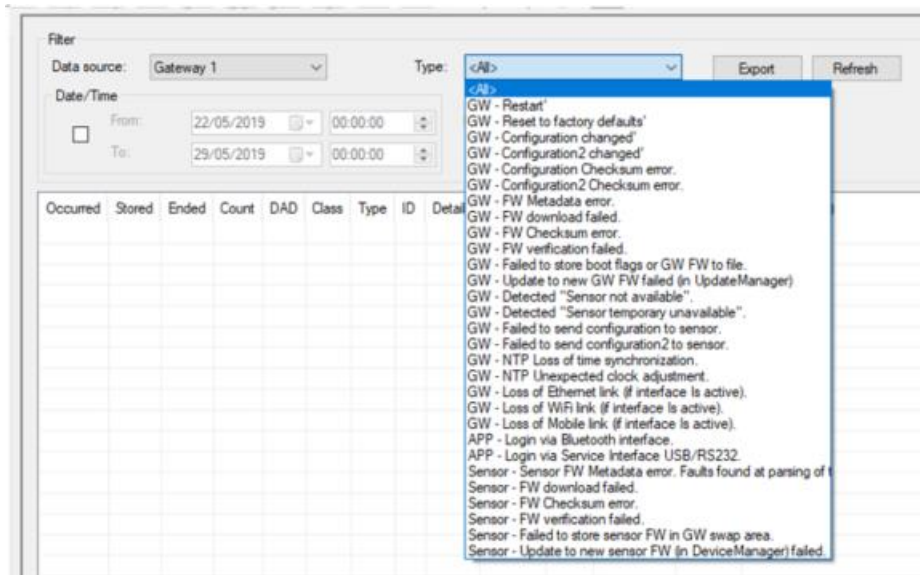 Filter
Data source: Gateway 1 Type: <All> Export Refresh
Date/Time
From: 22/05/2019 00:00:00
To: 29/05/2019 00:00:00
<All>
GW - Restart'
GW - Reset to factory defaults'
GW - Configuration changed'
GW - Configuration2 changed'
GW - Configuration Checksum error.
GW - Configuration2 Checksum error.
GW - FW Metadata error.
GW - FW download failed.
GW - FW Checksum error.
GW - FW verification failed.
GW - Failed to store boot flags or GW FW to file.
GW - Update to new GW FW failed (in UpdateManager)
GW - Detected "Sensor not available".
GW - Detected "Sensor temporary unavailable".
GW - Failed to send configuration to sensor.
GW - Failed to send configuration2 to sensor.
GW - NTP Loss of time synchronization.
GW - NTP Unexpected clock adjustment.
GW - Loss of Ethernet link (if interface Is active).
GW - Loss of WiFi link (if interface Is active).
GW - Loss of Mobile link (if interface Is active).
APP - Login via Bluetooth interface.
APP - Login via Service Interface USB/RS232.
Sensor - Sensor FW Metadata error. Faults found at parsing of
Sensor - FW download failed.
Sensor - FW Checksum error.
Sensor - FW verification failed.
Sensor - Failed to store sensor FW in GW swap area.
Sensor - Update to new sensor FW (in DeviceManager) failed.
Occurred Stored Ended Count DAD Class Type ID Detail